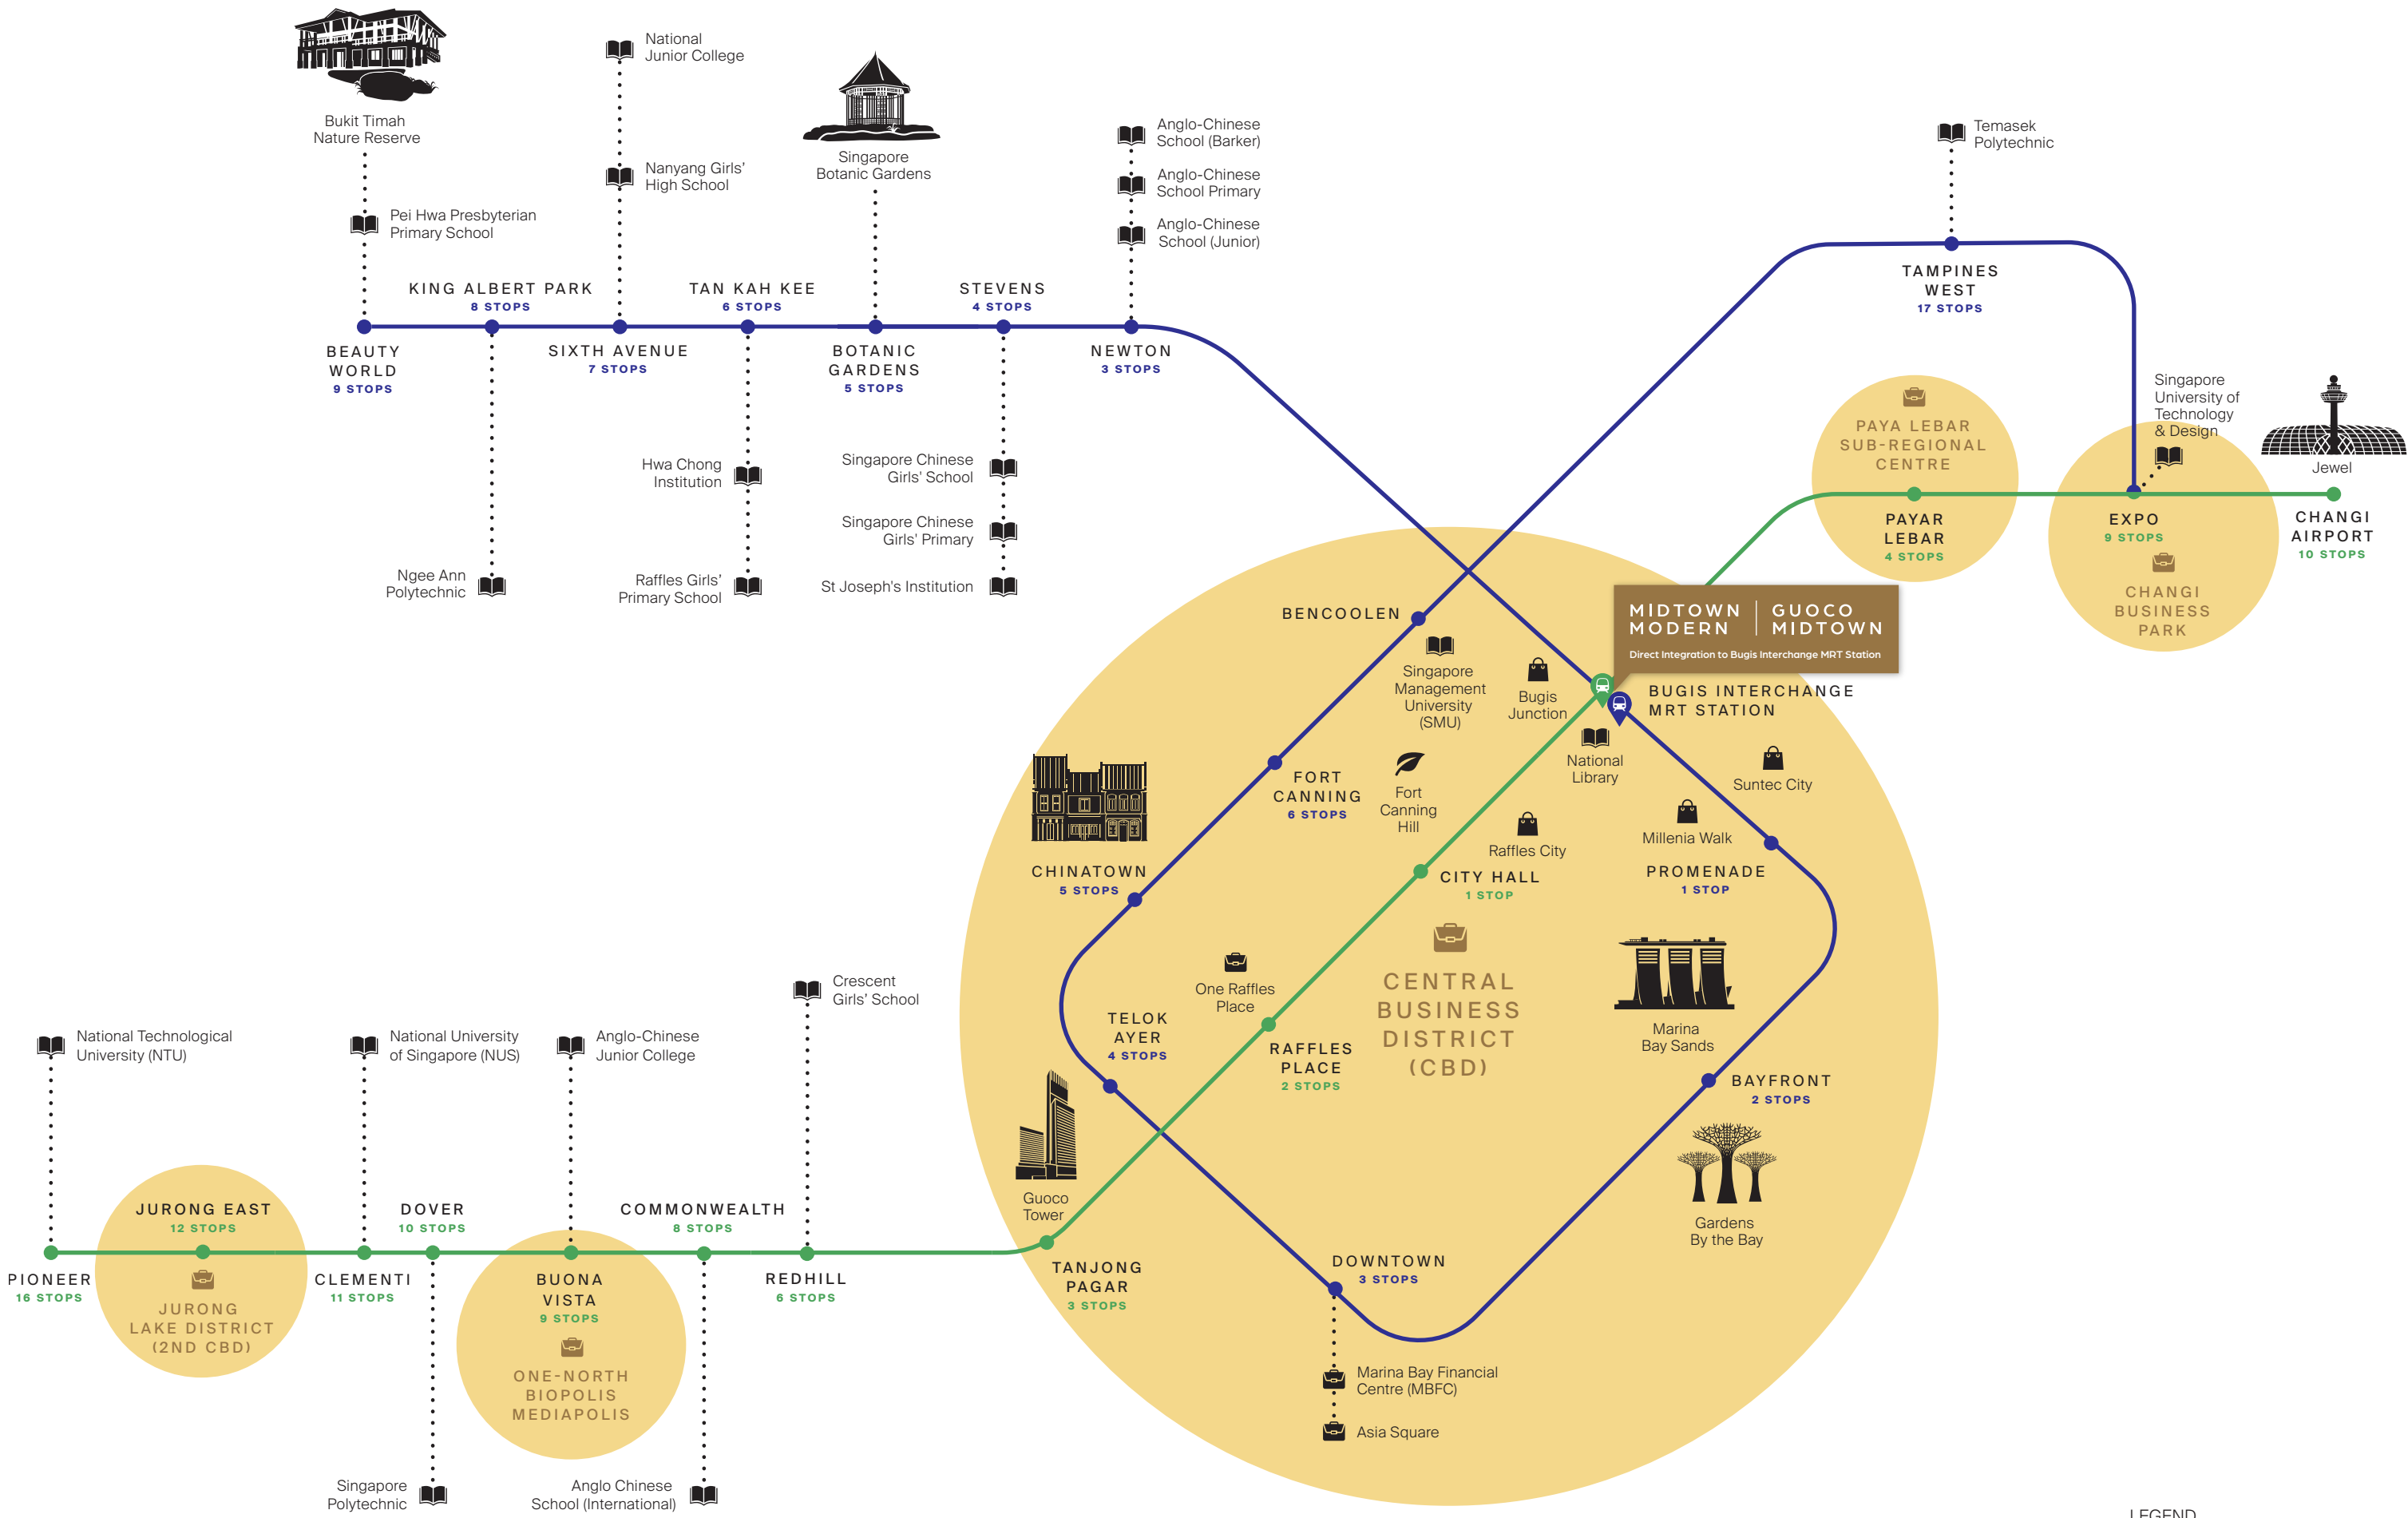 National
Junior College
Bukit Timah
Nature Reserve
Nanyang Girls'
High School
Singapore
Botanic Gardens
Anglo-Chinese
School (Barker)
Anglo-Chinese
School Primary
Anglo-Chinese
School (Junior)
Temasek
Polytechnic
Pei Hwa Presbyterian
Primary School
KING ALBERT PARK
8 STOPS
TAN KAH KEE
6 STOPS
STEVENS
4 STOPS
BEAUTY
WORLD
9 STOPS
SIXTH AVENUE
7 STOPS
BOTANIC
GARDENS
5 STOPS
NEWTON
3 STOPS
TAMPINES
WEST
17 STOPS
Hwa Chong
Institution
Singapore Chinese
Girls' School
Singapore Chinese
Girls' Primary
Ngee Ann
Polytechnic
Raffles Girls'
Primary School
St Joseph's Institution
PAYA LEBAR
SUB-REGIONAL
CENTRE
PAYAR
LEBAR
4 STOPS
Singapore
University of
Technology
& Design
Jewel
EXPO
9 STOPS
CHANGI
BUSINESS
PARK
CHANGI
AIRPORT
10 STOPS
MIDTOWN
MODERN
GUOCO
MIDTOWN
Direct Integration to Bugis Interchange MRT Station
BUGIS INTERCHANGE
MRT STATION
BENCOOLEN
Singapore
Management
University
(SMU)
Bugis
Junction
National
Library
Suntec City
FORT
CANNING
6 STOPS
Fort
Canning
Hill
Raffles City
Millenia Walk
CHINATOWN
5 STOPS
CITY HALL
1 STOP
PROMENADE
1 STOP
One Raffles
Place
CENTRAL
BUSINESS
DISTRICT
(CBD)
TELOK
AYER
4 STOPS
RAFFLES
PLACE
2 STOPS
Marina
Bay Sands
BAYFRONT
2 STOPS
Guoco
Tower
Gardens
By the Bay
TANJONG
PAGAR
3 STOPS
DOWNTOWN
3 STOPS
Marina Bay Financial
Centre (MBFC)
Asia Square
Crescent
Girls' School
National Technological
University (NTU)
National University
of Singapore (NUS)
Anglo-Chinese
Junior College
JURONG EAST
12 STOPS
DOVER
10 STOPS
COMMONWEALTH
8 STOPS
PIONEER
16 STOPS
JURONG
LAKE DISTRICT
(2ND CBD)
CLEMENTI
11 STOPS
BUONA
VISTA
9 STOPS
ONE-NORTH
BIOPOLIS
MEDIAPOLIS
REDHILL
6 STOPS
Singapore
Polytechnic
Anglo Chinese
School (International)
LEGEND